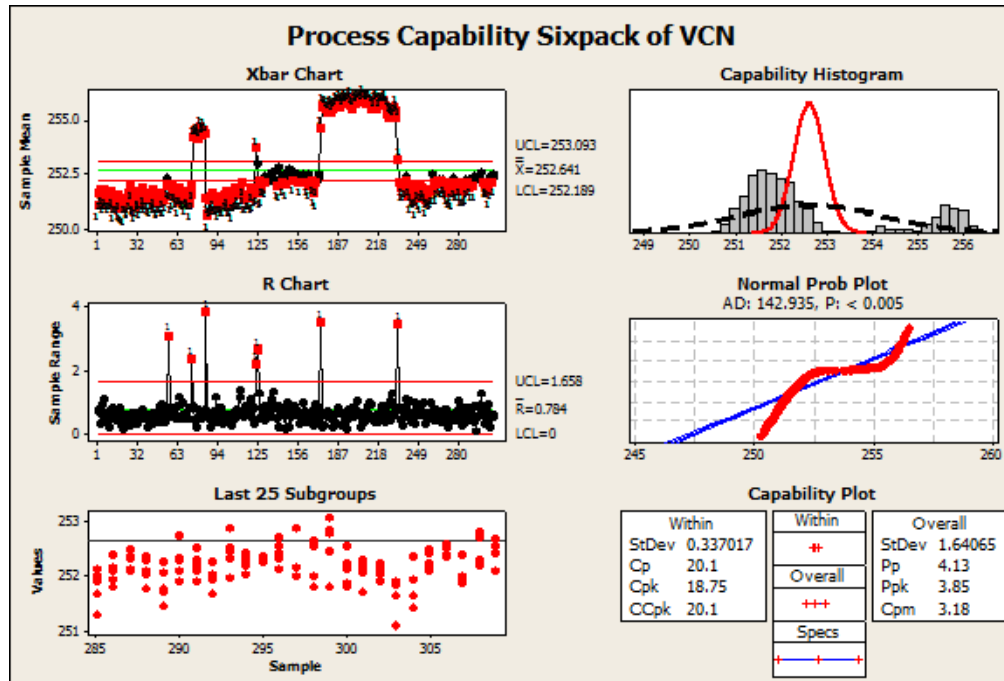 Process Capability Sixpack of VCN
Xbar Chart
Sample Mean
255.0
252.5
250.0
1 32 63 94 125 156 187 218 249 280
UCL=253.093
X=252.641
LCL=252.189
R Chart
Sample Range
4
2
0
1 32 63 94 125 156 187 218 249 280
UCL=1.658
R=0.784
LCL=0
Last 25 Subgroups
Values
253
252
251
285 290 295 300 305
Sample
Capability Histogram
249 250 251 252 253 254 255 256
Normal Prob Plot
AD: 142.935, P: < 0.005
245 250 255 260
Capability Plot
Within
StDev 0.337017
Cp 20.1
Cpk 18.75
CCpk 20.1
Within
Overall
Specs
Overall
StDev 1.64065
Pp 4.13
Ppk 3.85
Cpm 3.18